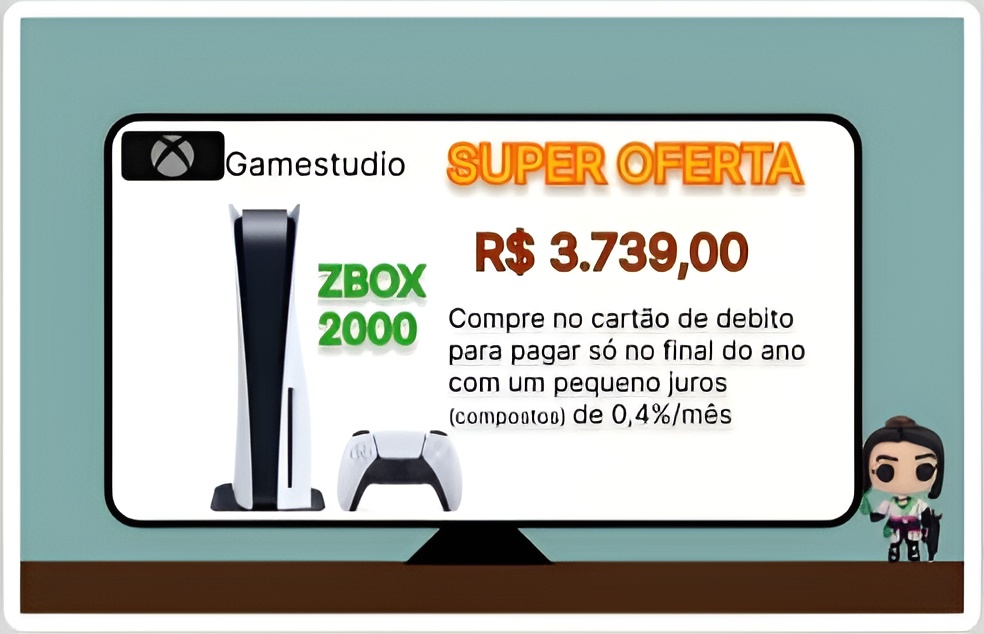 Gamestudio
SUPER OFERTA
ZBOX
2000
R$ 3.739,00
Compre no cartão de debito
para pagar só no final do ano
com um pequeno juros
(compostos) de 0,4%/mês